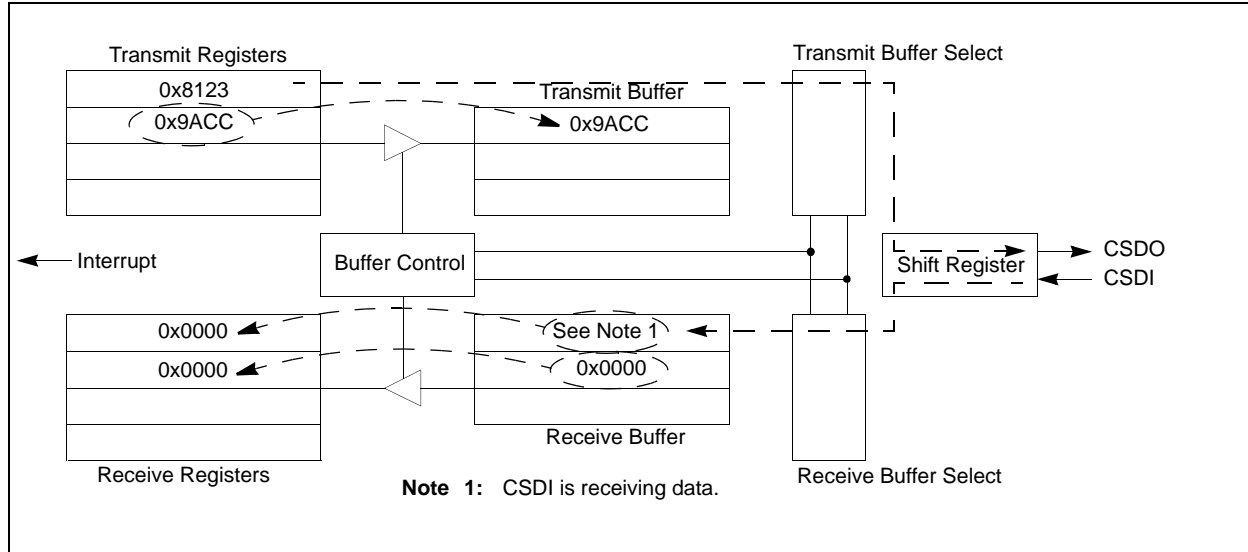 Transmit Registers
Transmit Buffer Select
0x8123
Transmit Buffer
0x9ACC
0x9ACC
Interrupt
Buffer Control
Shift Register
CSDO
CSDI
0x0000
See Note 1
0x0000
0x0000
Receive Buffer
Receive Registers
Receive Buffer Select
Note 1: CSDI is receiving data.